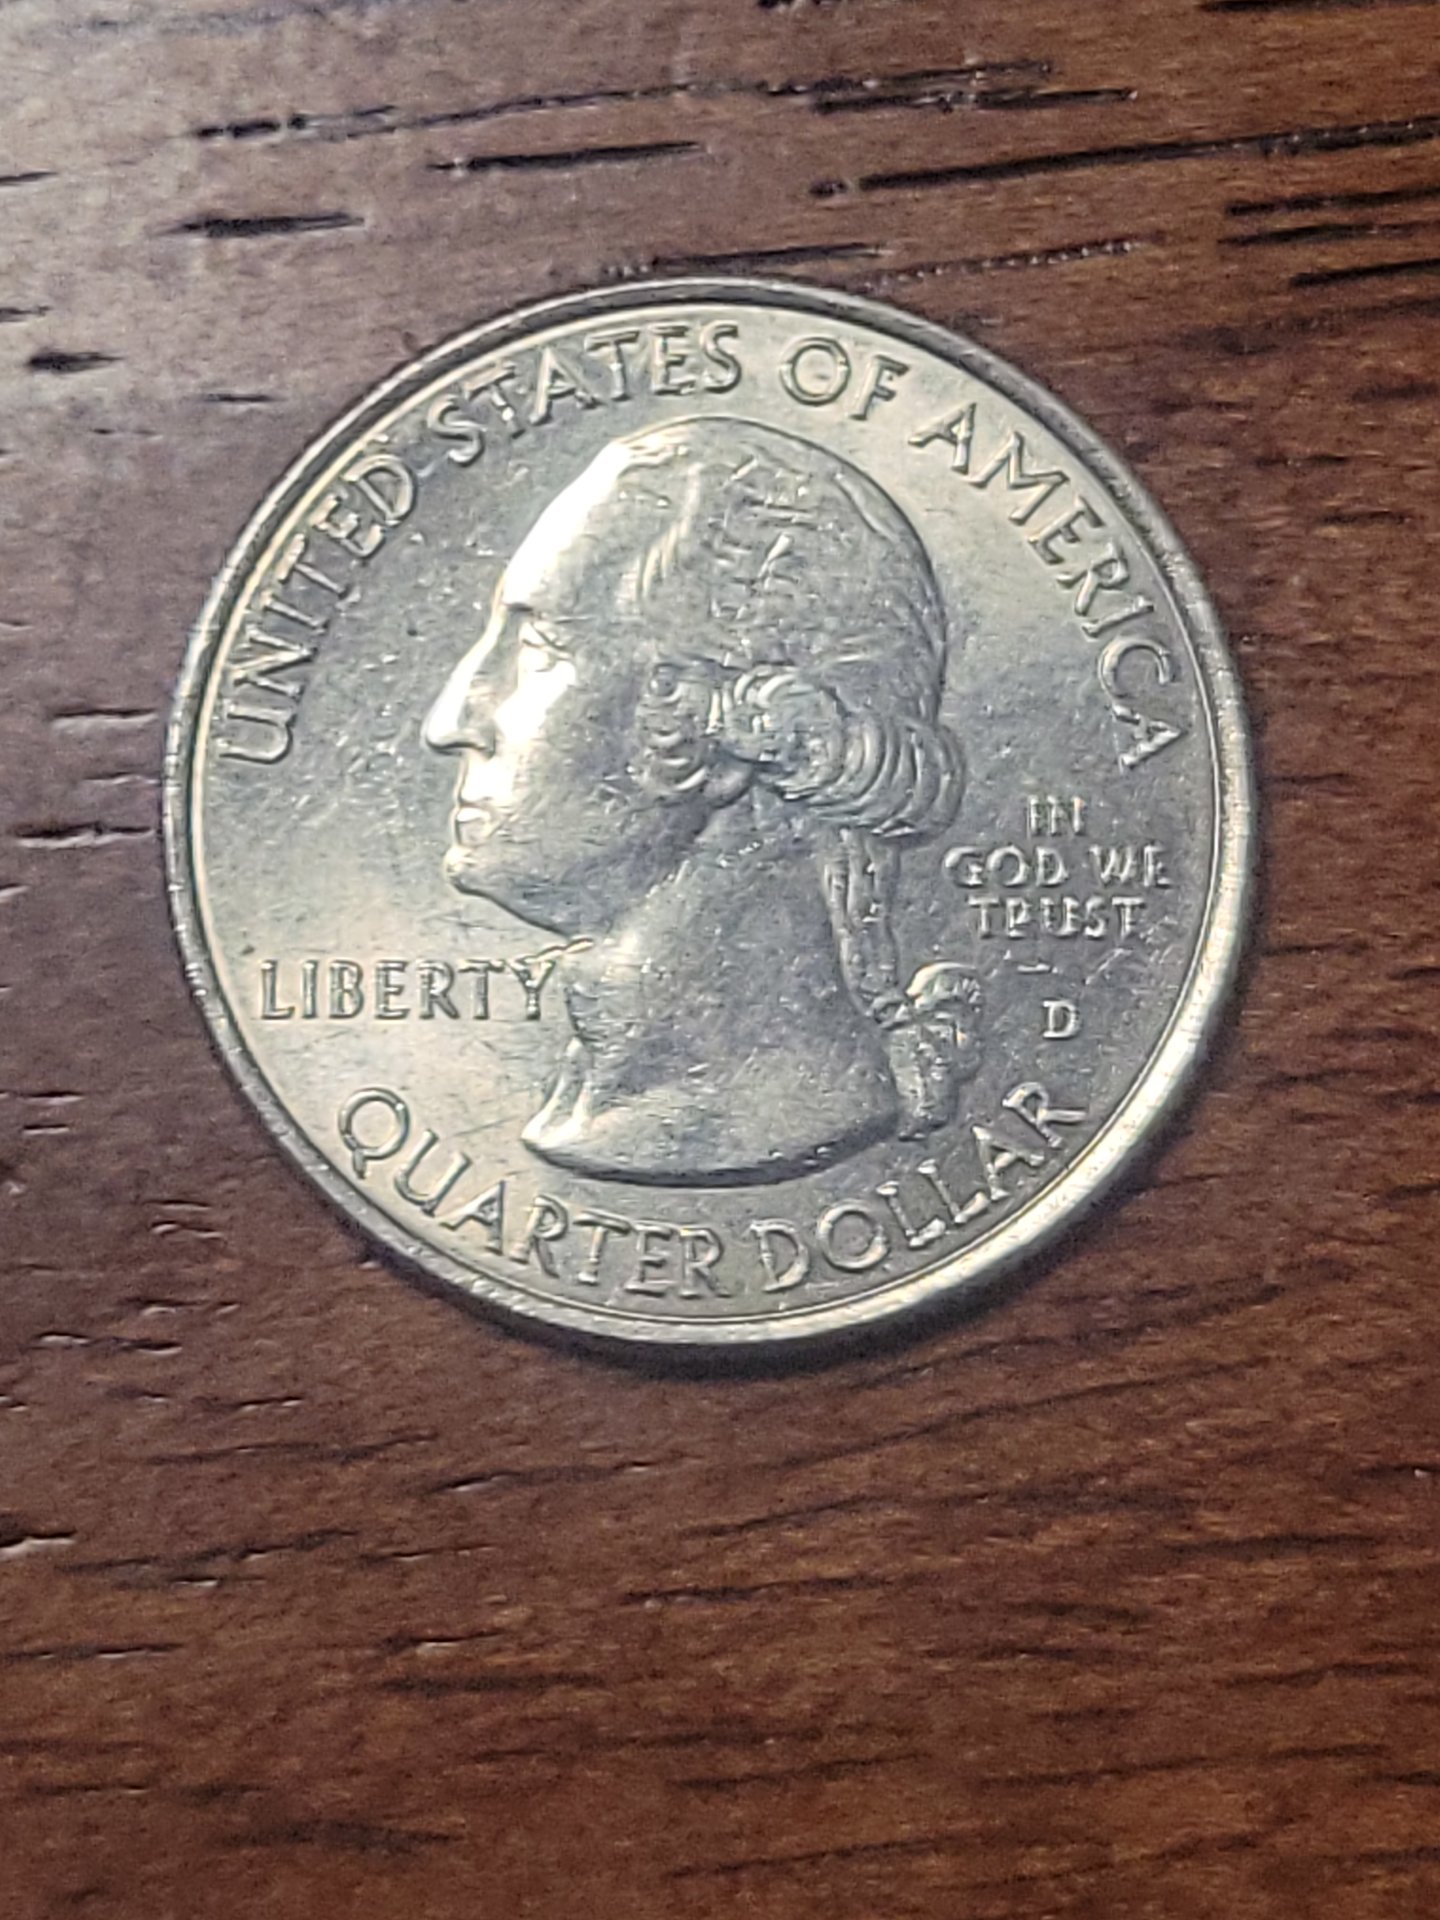 UNITED STATES OF AMERICA
IN
GOD WE
TRUST
LIBERTY
D
QUARTER DOLLAR